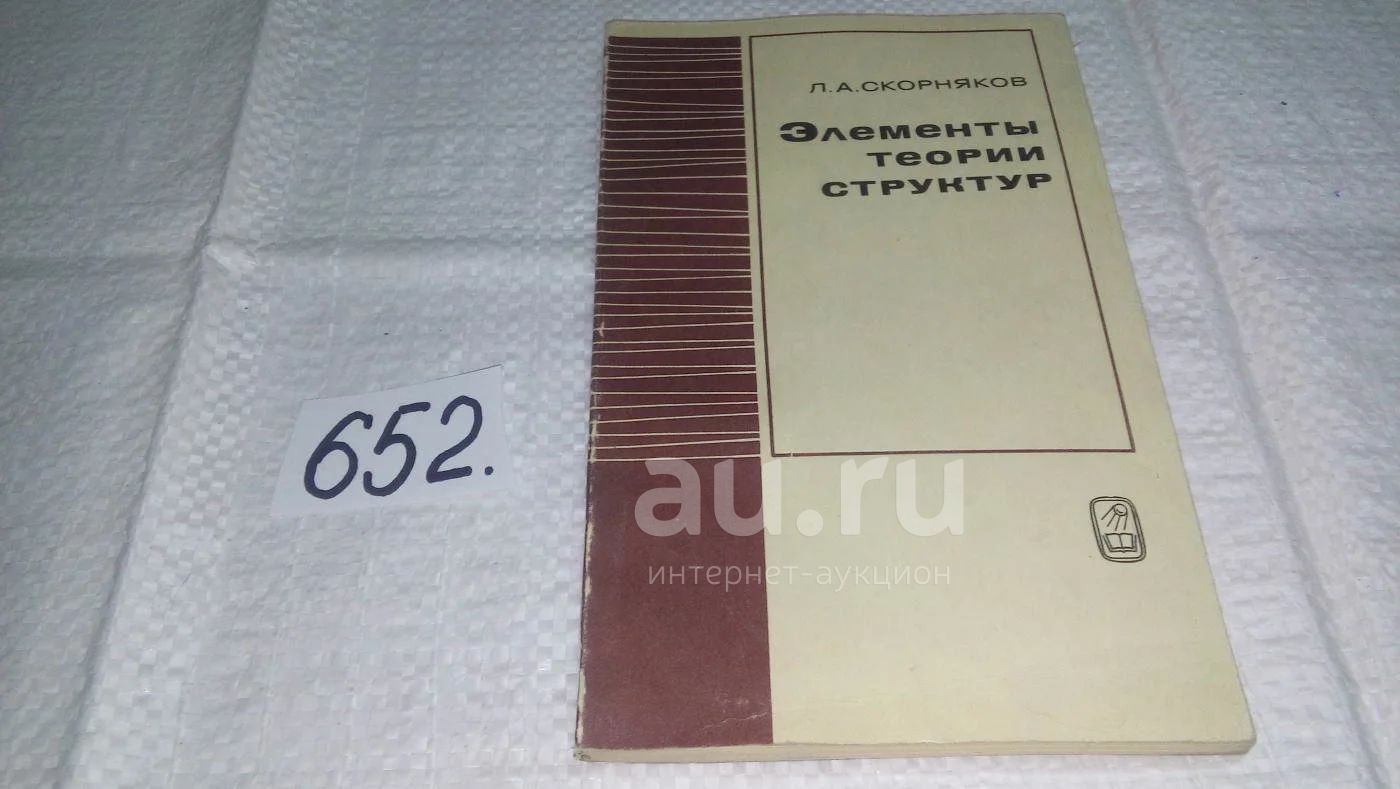 Л.А.СКОРНЯКОВ
Элементы
теории
структур
652.
au.ru
интернет-аукцион